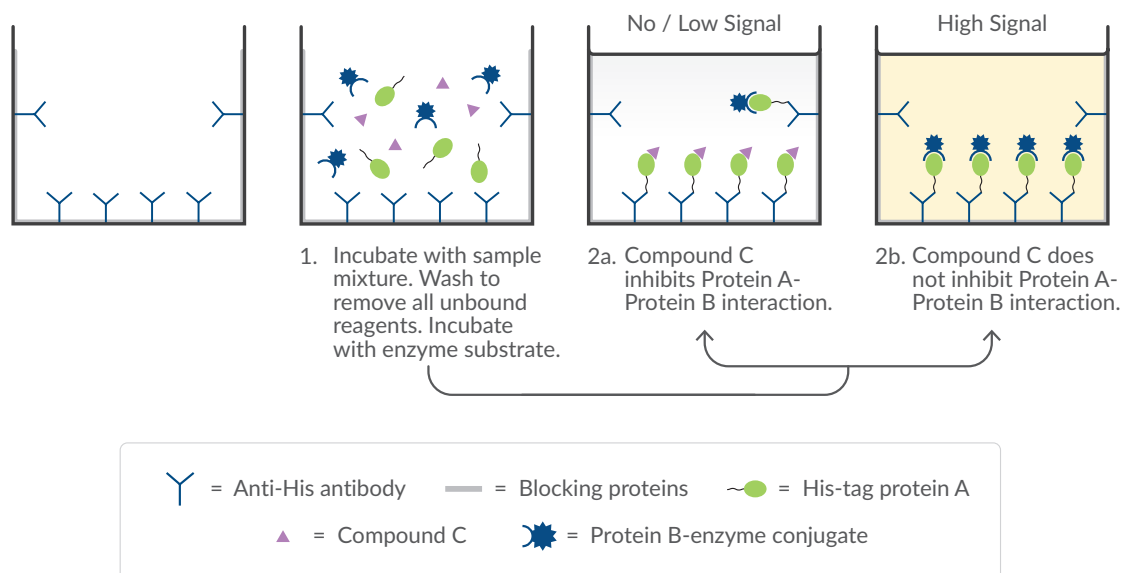 No / Low Signal
High Signal
1. Incubate with sample
mixture. Wash to
remove all unbound
reagents. Incubate
with enzyme substrate.
2a. Compound C
inhibits Protein A-
Protein B interaction.
2b. Compound C does
not inhibit Protein A-
Protein B interaction.
= Anti-His antibody
= Blocking proteins
= His-tag protein A
= Compound C
= Protein B-enzyme conjugate